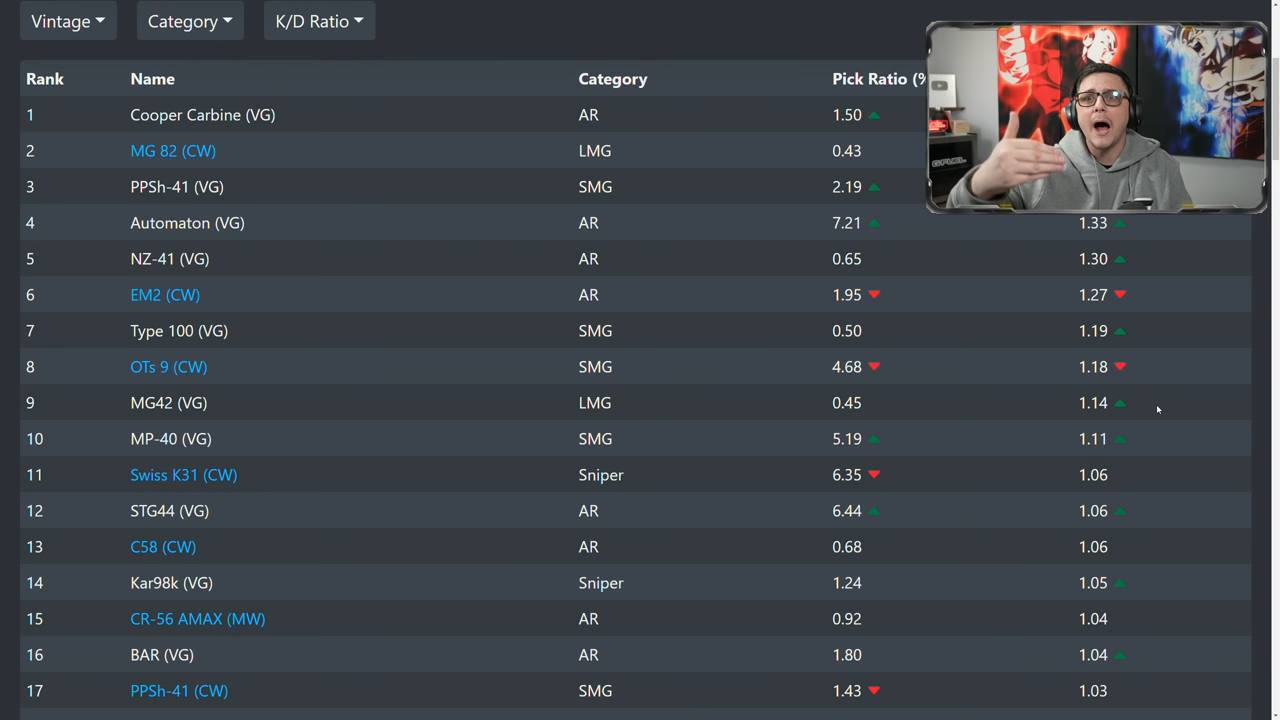 Vintage Category K/D Ratio
Rank Name Category Pick Ratio (%
1 Cooper Carbine (VG) AR 1.50
2 MG 82 (CW) LMG 0.43
3 PPSh-41 (VG) SMG 2.19
4 Automaton (VG) AR 7.21 1.33
5 NZ-41 (VG) AR 0.65 1.30
6 EM2 (CW) AR 1.95 1.27
7 Type 100 (VG) SMG 0.50 1.19
8 OTs 9 (CW) SMG 4.68 1.18
9 MG42 (VG) LMG 0.45 1.14
10 MP-40 (VG) SMG 5.19 1.11
11 Swiss K31 (CW) Sniper 6.35 1.06
12 STG44 (VG) AR 6.44 1.06
13 C58 (CW) AR 0.68 1.06
14 Kar98k (VG) Sniper 1.24 1.05
15 CR-56 AMAX (MW) AR 0.92 1.04
16 BAR (VG) AR 1.80 1.04
17 PPSh-41 (CW) SMG 1.43 1.03
G FUEL